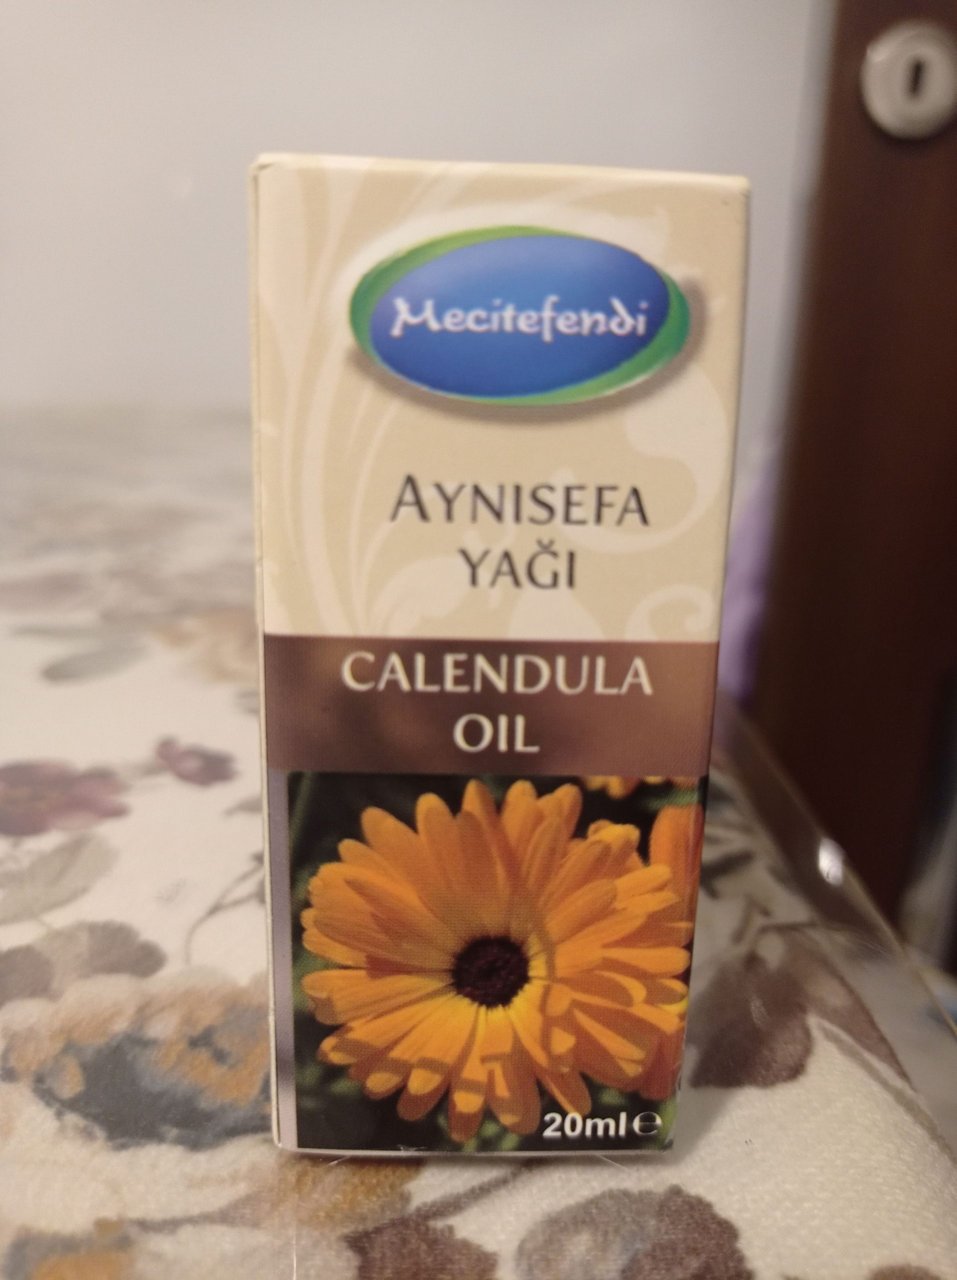 Mecitefendi
AYNISEFA
YAĞI
CALENDULA
OIL
20ml℮